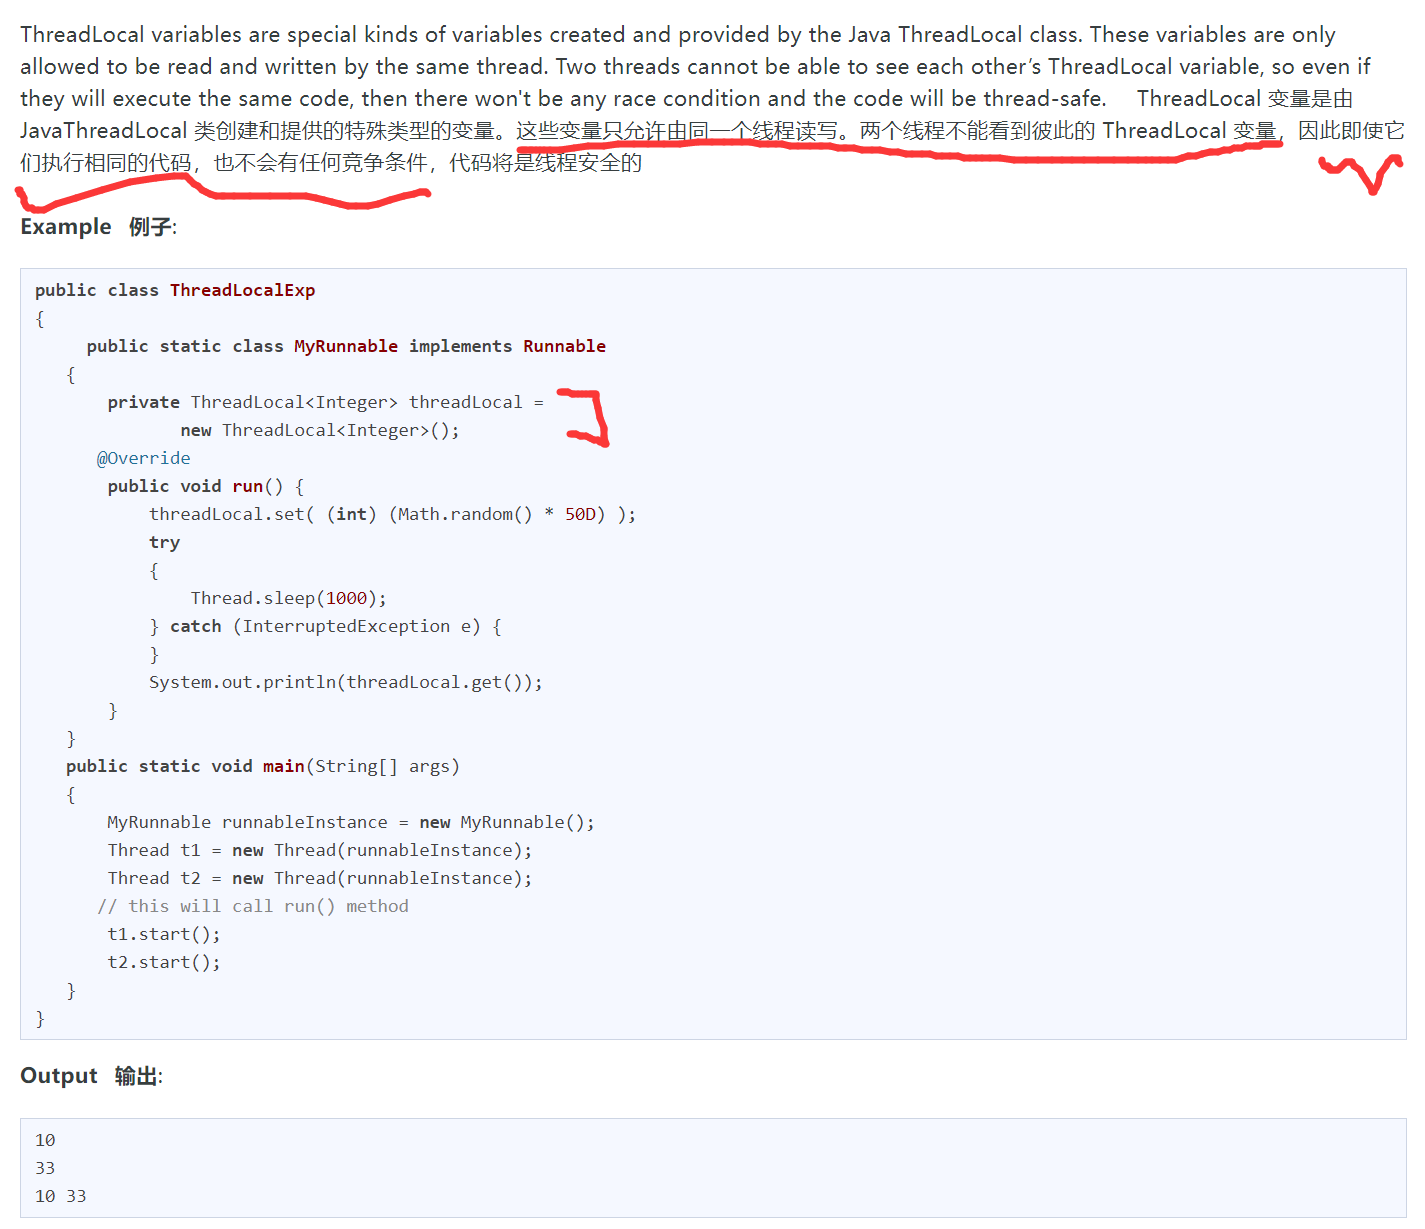 ThreadLocal variables are special kinds of variables created and provided by the Java ThreadLocal class. These variables are only
allowed to be read and written by the same thread. Two threads cannot be able to see each other’s ThreadLocal variable, so even if
they will execute the same code, then there won't be any race condition and the code will be thread-safe. ThreadLocal 变量是由
JavaThreadLocal 类创建和提供的特殊类型的变量。这些变量只允许由同一个线程读写。两个线程不能看到彼此的 ThreadLocal 变量，因此即使它
们执行相同的代码，也不会有任何竞争条件，代码将是线程安全的
Example 例子:
public class ThreadLocalExp
{
public static class MyRunnable implements Runnable
{
private ThreadLocal<Integer> threadLocal =
new ThreadLocal<Integer>();
@Override
public void run() {
threadLocal.set( (int) (Math.random() * 50D) );
try
{
Thread.sleep(1000);
} catch (InterruptedException e) {
}
System.out.println(threadLocal.get());
}
}
public static void main(String[] args)
{
MyRunnable runnableInstance = new MyRunnable();
Thread t1 = new Thread(runnableInstance);
Thread t2 = new Thread(runnableInstance);
// this will call run() method
t1.start();
t2.start();
}
}
Output 输出:
10
33
10 33